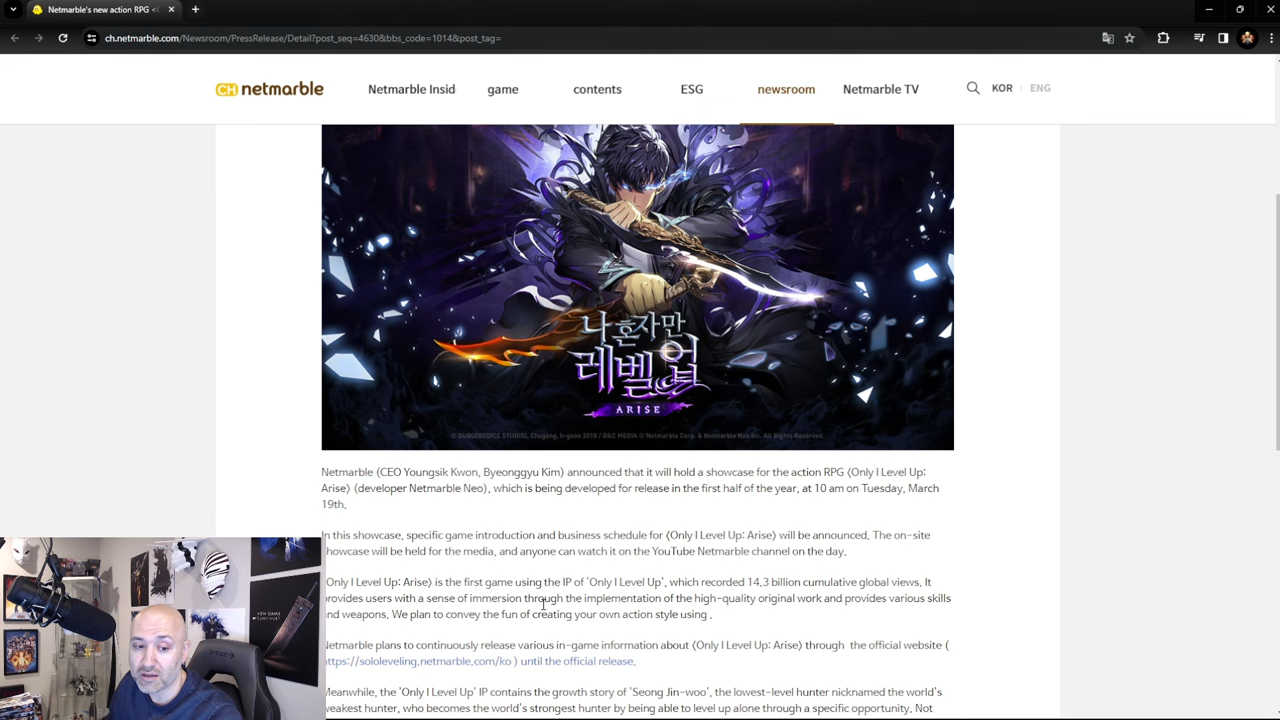 Netmarble's new action RPG <
ch.netmarble.com/Newsroom/PressRelease/Detail?post_seq=4630&bbs_code=1014&post_tag=
CH netmarble
Netmarble Insid
game
contents
ESG
newsroom
Netmarble TV
KOR
ENG
나 혼자만
레벨업
ARISE
Netmarble (CEO Youngsik Kwon, Byeonggyu Kim) announced that it will hold a showcase for the action RPG <Only I Level Up:
Arise> (developer Netmarble Neo), which is being developed for release in the first half of the year, at 10 am on Tuesday, March
19th.
In this showcase, specific game introduction and business schedule for <Only I Level Up: Arise> will be announced. The on-site
showcase will be held for the media, and anyone can watch it on the YouTube Netmarble channel on the day.
Only I Level Up: Arise> is the first game using the IP of 'Only I Level Up', which recorded 14.3 billion cumulative global views. It
provides users with a sense of immersion through the implementation of the high-quality original work and provides various skills
and weapons. We plan to convey the fun of creating your own action style using .
Netmarble plans to continuously release various in-game information about <Only I Level Up: Arise> through the official website (
https://sololeveling.netmarble.com/ko ) until the official release.
Meanwhile, the 'Only I Level Up' IP contains the growth story of 'Seong Jin-woo', the lowest-level hunter nicknamed the world's
weakest hunter, who becomes the world's strongest hunter by being able to level up alone through a specific opportunity. Not
NEW GAME
CONTINUE?